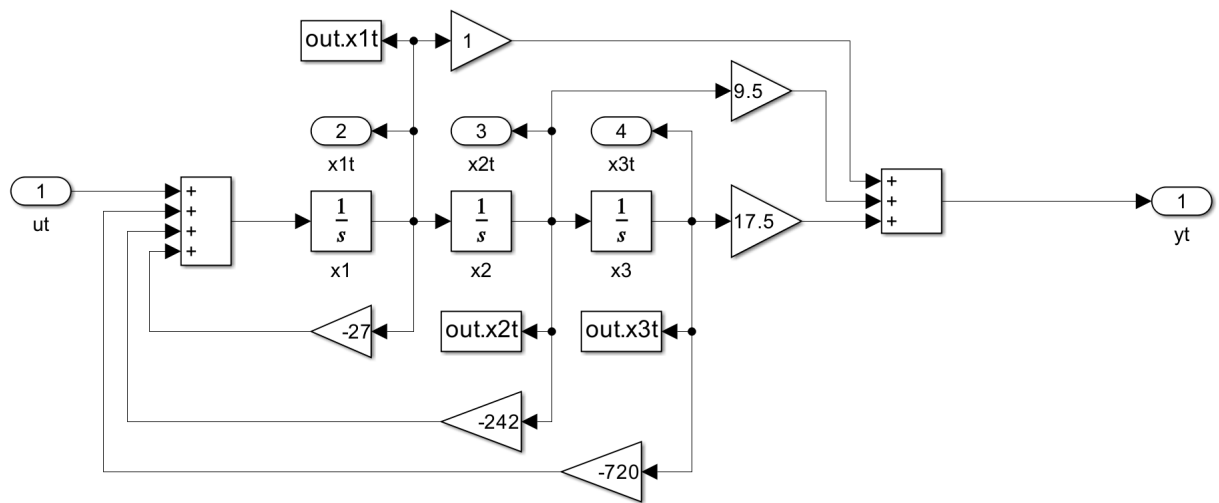 out.x1t
1
9.5
2
3
4
x1t
x2t
x3t
1
ut
+
+
+
+
1
s
x1
1
s
x2
1
s
x3
17.5
+
+
+
1
yt
-27
out.x2t
out.x3t
-242
-720